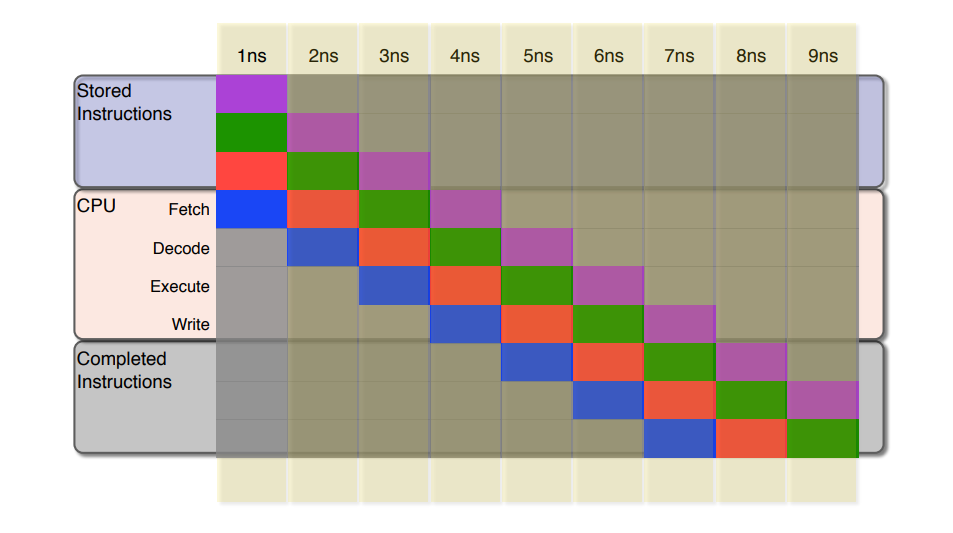 1ns 2ns 3ns 4ns 5ns 6ns 7ns 8ns 9ns
Stored
Instructions
CPU Fetch
Decode
Execute
Write
Completed
Instructions